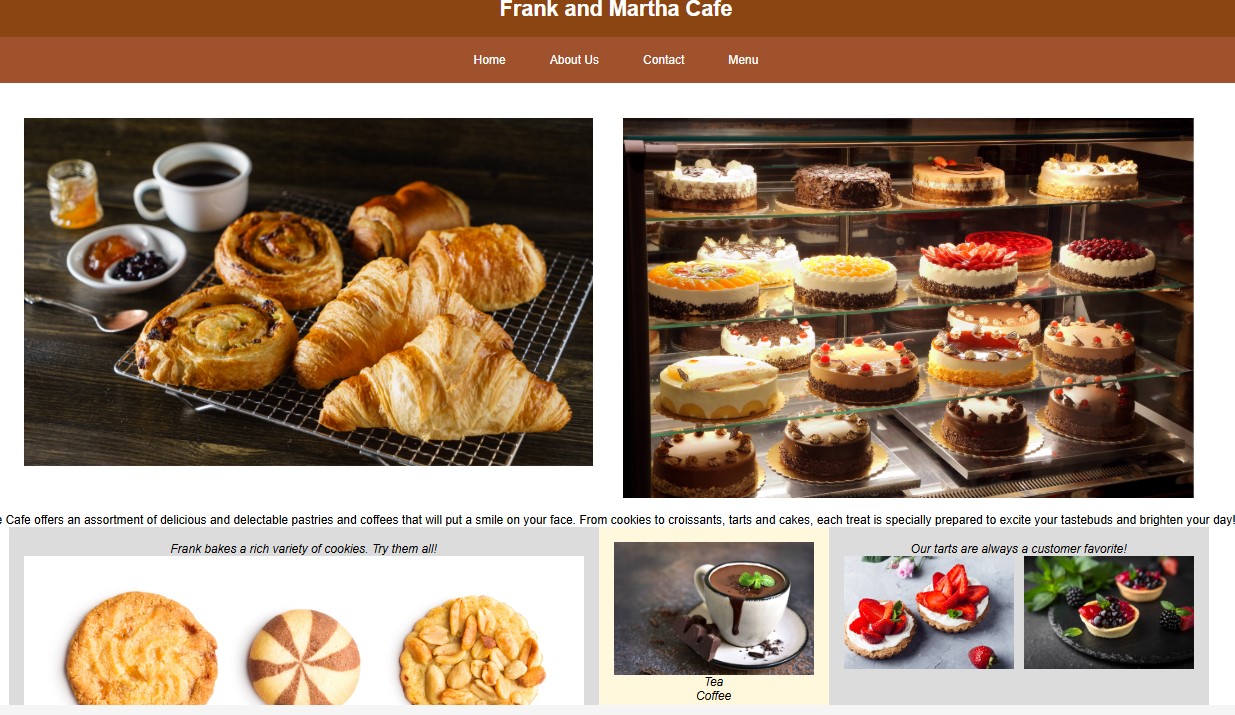 Frank and Martha Cafe
Home About Us Contact Menu
Cafe offers an assortment of delicious and delectable pastries and coffees that will put a smile on your face. From cookies to croissants, tarts and cakes, each treat is specially prepared to excite your tastebuds and brighten your day!
Frank bakes a rich variety of cookies. Try them all!
Our tarts are always a customer favorite!
Tea
Coffee